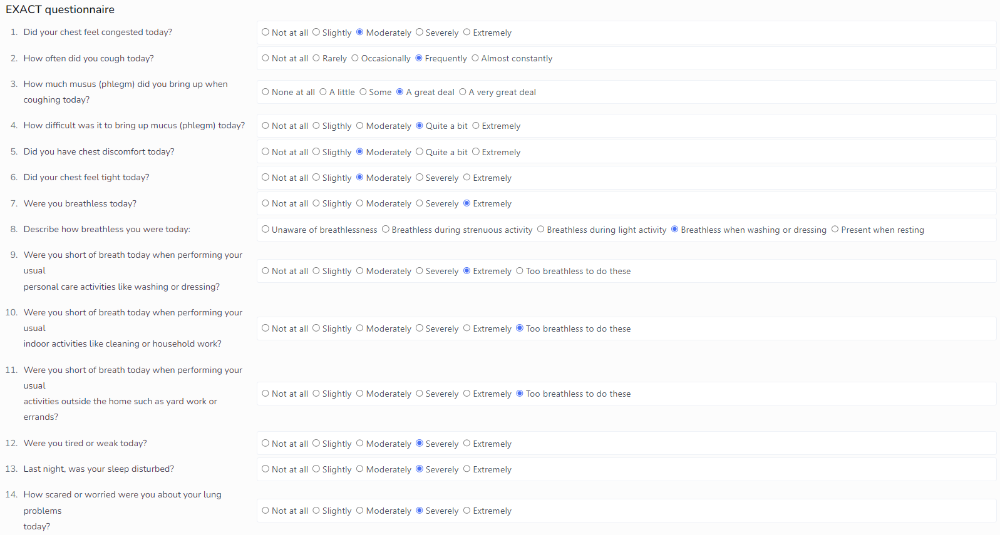 EXACT questionnaire
1. Did your chest feel congested today?
Not at all Slightly Moderately Severely Extremely
2. How often did you cough today?
Not at all Rarely Occasionally Frequently Almost constantly
3. How much musus (phlegm) did you bring up when
coughing today?
None at all A little Some A great deal A very great deal
4. How difficult was it to bring up mucus (phlegm) today?
Not at all Sligthly Moderately Quite a bit Extremely
5. Did you have chest discomfort today?
Not at all Sligthly Moderately Quite a bit Extremely
6. Did your chest feel tight today?
Not at all Slightly Moderately Severely Extremely
7. Were you breathless today?
Not at all Slightly Moderately Severely Extremely
8. Describe how breathless you were today:
Unaware of breathlessness Breathless during strenuous activity Breathless during light activity Breathless when washing or dressing Present when resting
9. Were you short of breath today when performing your
usual
personal care activities like washing or dressing?
Not at all Slightly Moderately Severely Extremely Too breathless to do these
10. Were you short of breath today when performing your
usual
indoor activities like cleaning or household work?
Not at all Slightly Moderately Severely Extremely Too breathless to do these
11. Were you short of breath today when performing your
usual
activities outside the home such as yard work or
errands?
Not at all Slightly Moderately Severely Extremely Too breathless to do these
12. Were you tired or weak today?
Not at all Slightly Moderately Severely Extremely
13. Last night, was your sleep disturbed?
Not at all Slightly Moderately Severely Extremely
14. How scared or worried were you about your lung
problems
today?
Not at all Slightly Moderately Severely Extremely